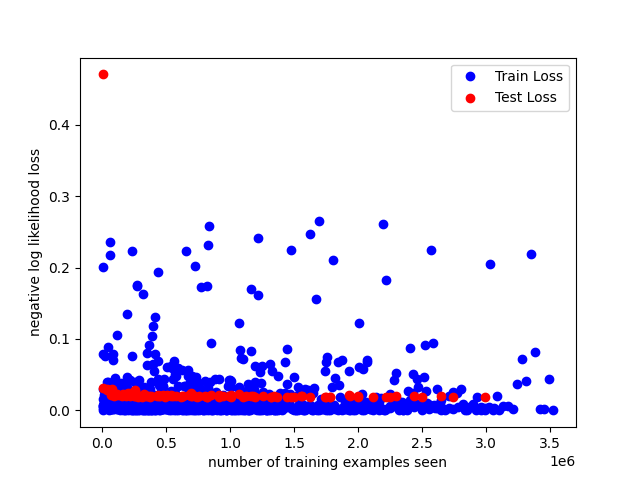 Train Loss
Test Loss
negative log likelihood loss
0.4
0.3
0.2
0.1
0.0
0.0 0.5 1.0 1.5 2.0 2.5 3.0 3.5
number of training examples seen
1e6